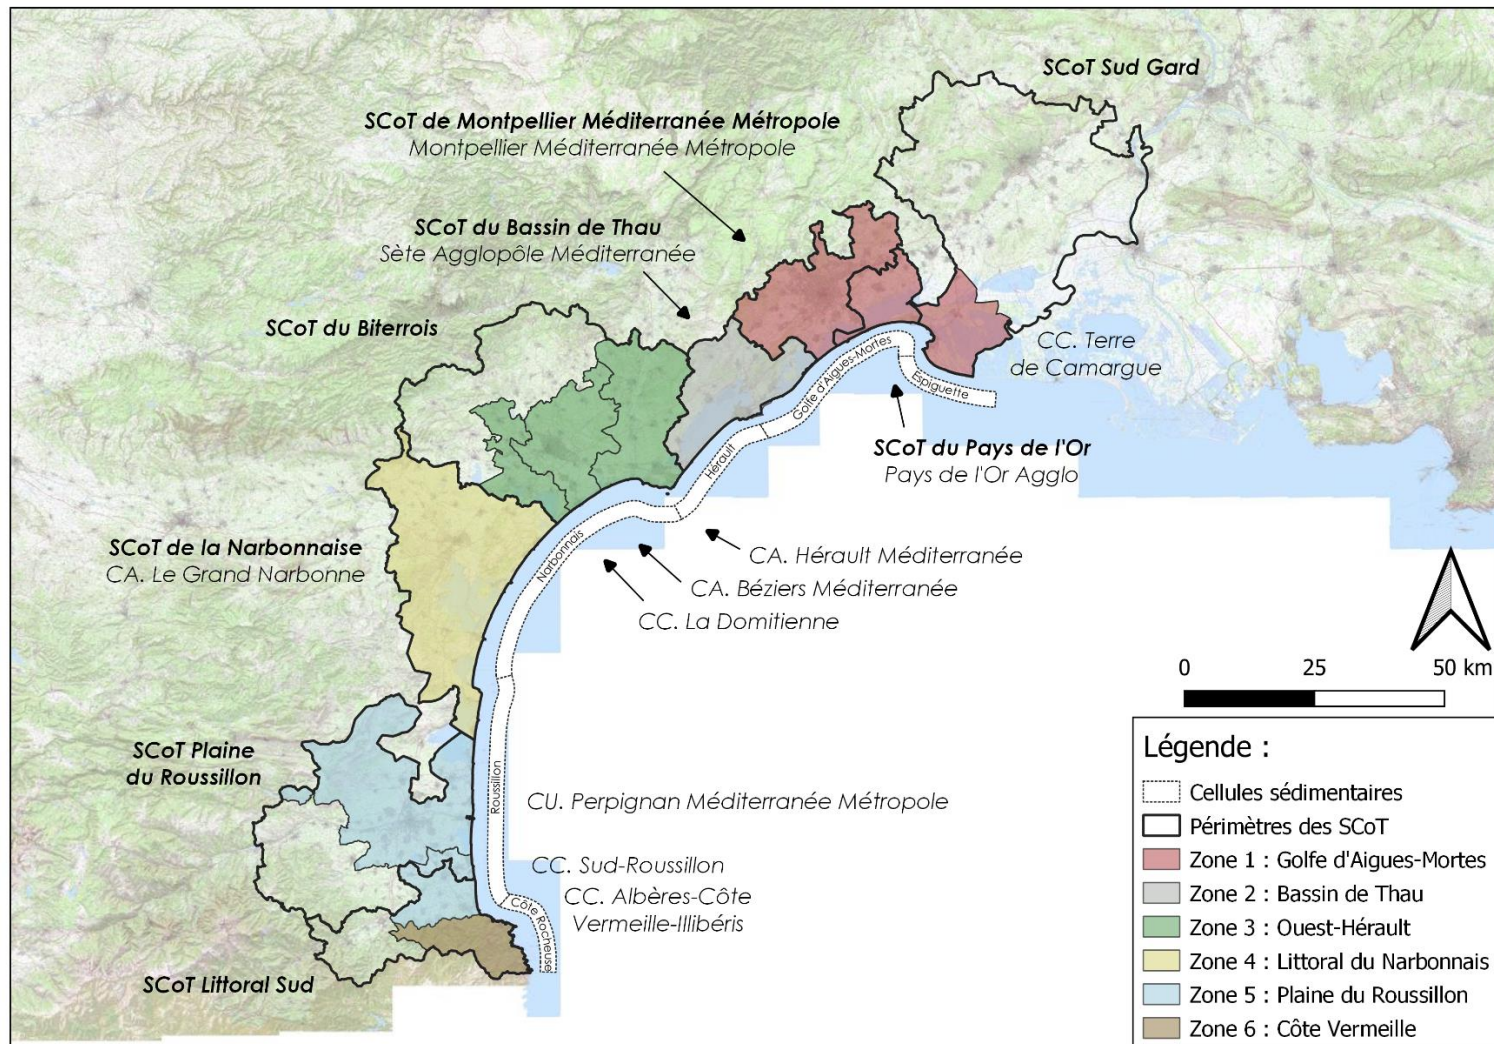 SCoT Sud Gard
SCoT de Montpellier Méditerranée Métropole
Montpellier Méditerranée Métropole
SCoT du Bassin de Thau
Sète Agglopôle Méditerranée
SCoT du Biterrois
CC. Terre
de Camargue
Golfe d'Aigues-Mortes
Espiguette
SCoT du Pays de l'Or
Pays de l'Or Agglo
Hérault
Narbonnais
SCoT de la Narbonnaise
CA. Le Grand Narbonne
CA. Hérault Méditerranée
CA. Béziers Méditerranée
CC. La Domitienne
0 25 50 km
SCoT Plaine
du Roussillon
Roussillon
CU. Perpignan Méditerranée Métropole
CC. Sud-Roussillon
CC. Albères-Côte
Vermeille-Illibéris
Côte Rocheuse
SCoT Littoral Sud
Légende :
Cellules sédimentaires
Périmètres des SCoT
Zone 1 : Golfe d'Aigues-Mortes
Zone 2 : Bassin de Thau
Zone 3 : Ouest-Hérault
Zone 4 : Littoral du Narbonnais
Zone 5 : Plaine du Roussillon
Zone 6 : Côte Vermeille